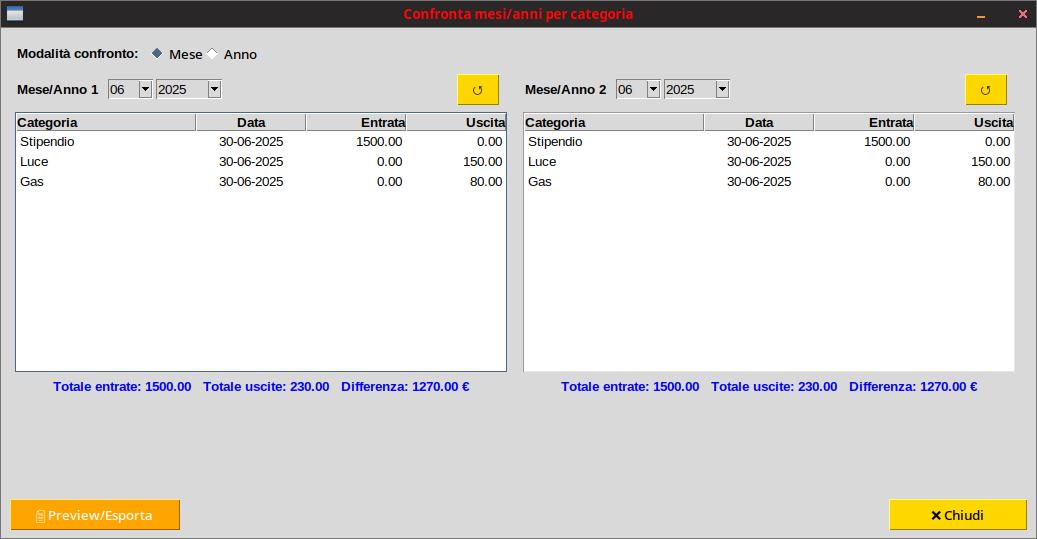 Confronta mesi/anni per categoria
Modalità confronto: Mese Anno
Mese/Anno 1 06 2025 ↺ Mese/Anno 2 06 2025 ↺
Categoria Data Entrata Uscita Categoria Data Entrata Uscita
Stipendio 30-06-2025 1500.00 0.00 Stipendio 30-06-2025 1500.00 0.00
Luce 30-06-2025 0.00 150.00 Luce 30-06-2025 0.00 150.00
Gas 30-06-2025 0.00 80.00 Gas 30-06-2025 0.00 80.00
Totale entrate: 1500.00 Totale uscite: 230.00 Differenza: 1270.00 € Totale entrate: 1500.00 Totale uscite: 230.00 Differenza: 1270.00 €
Preview/Esporta Chiudi